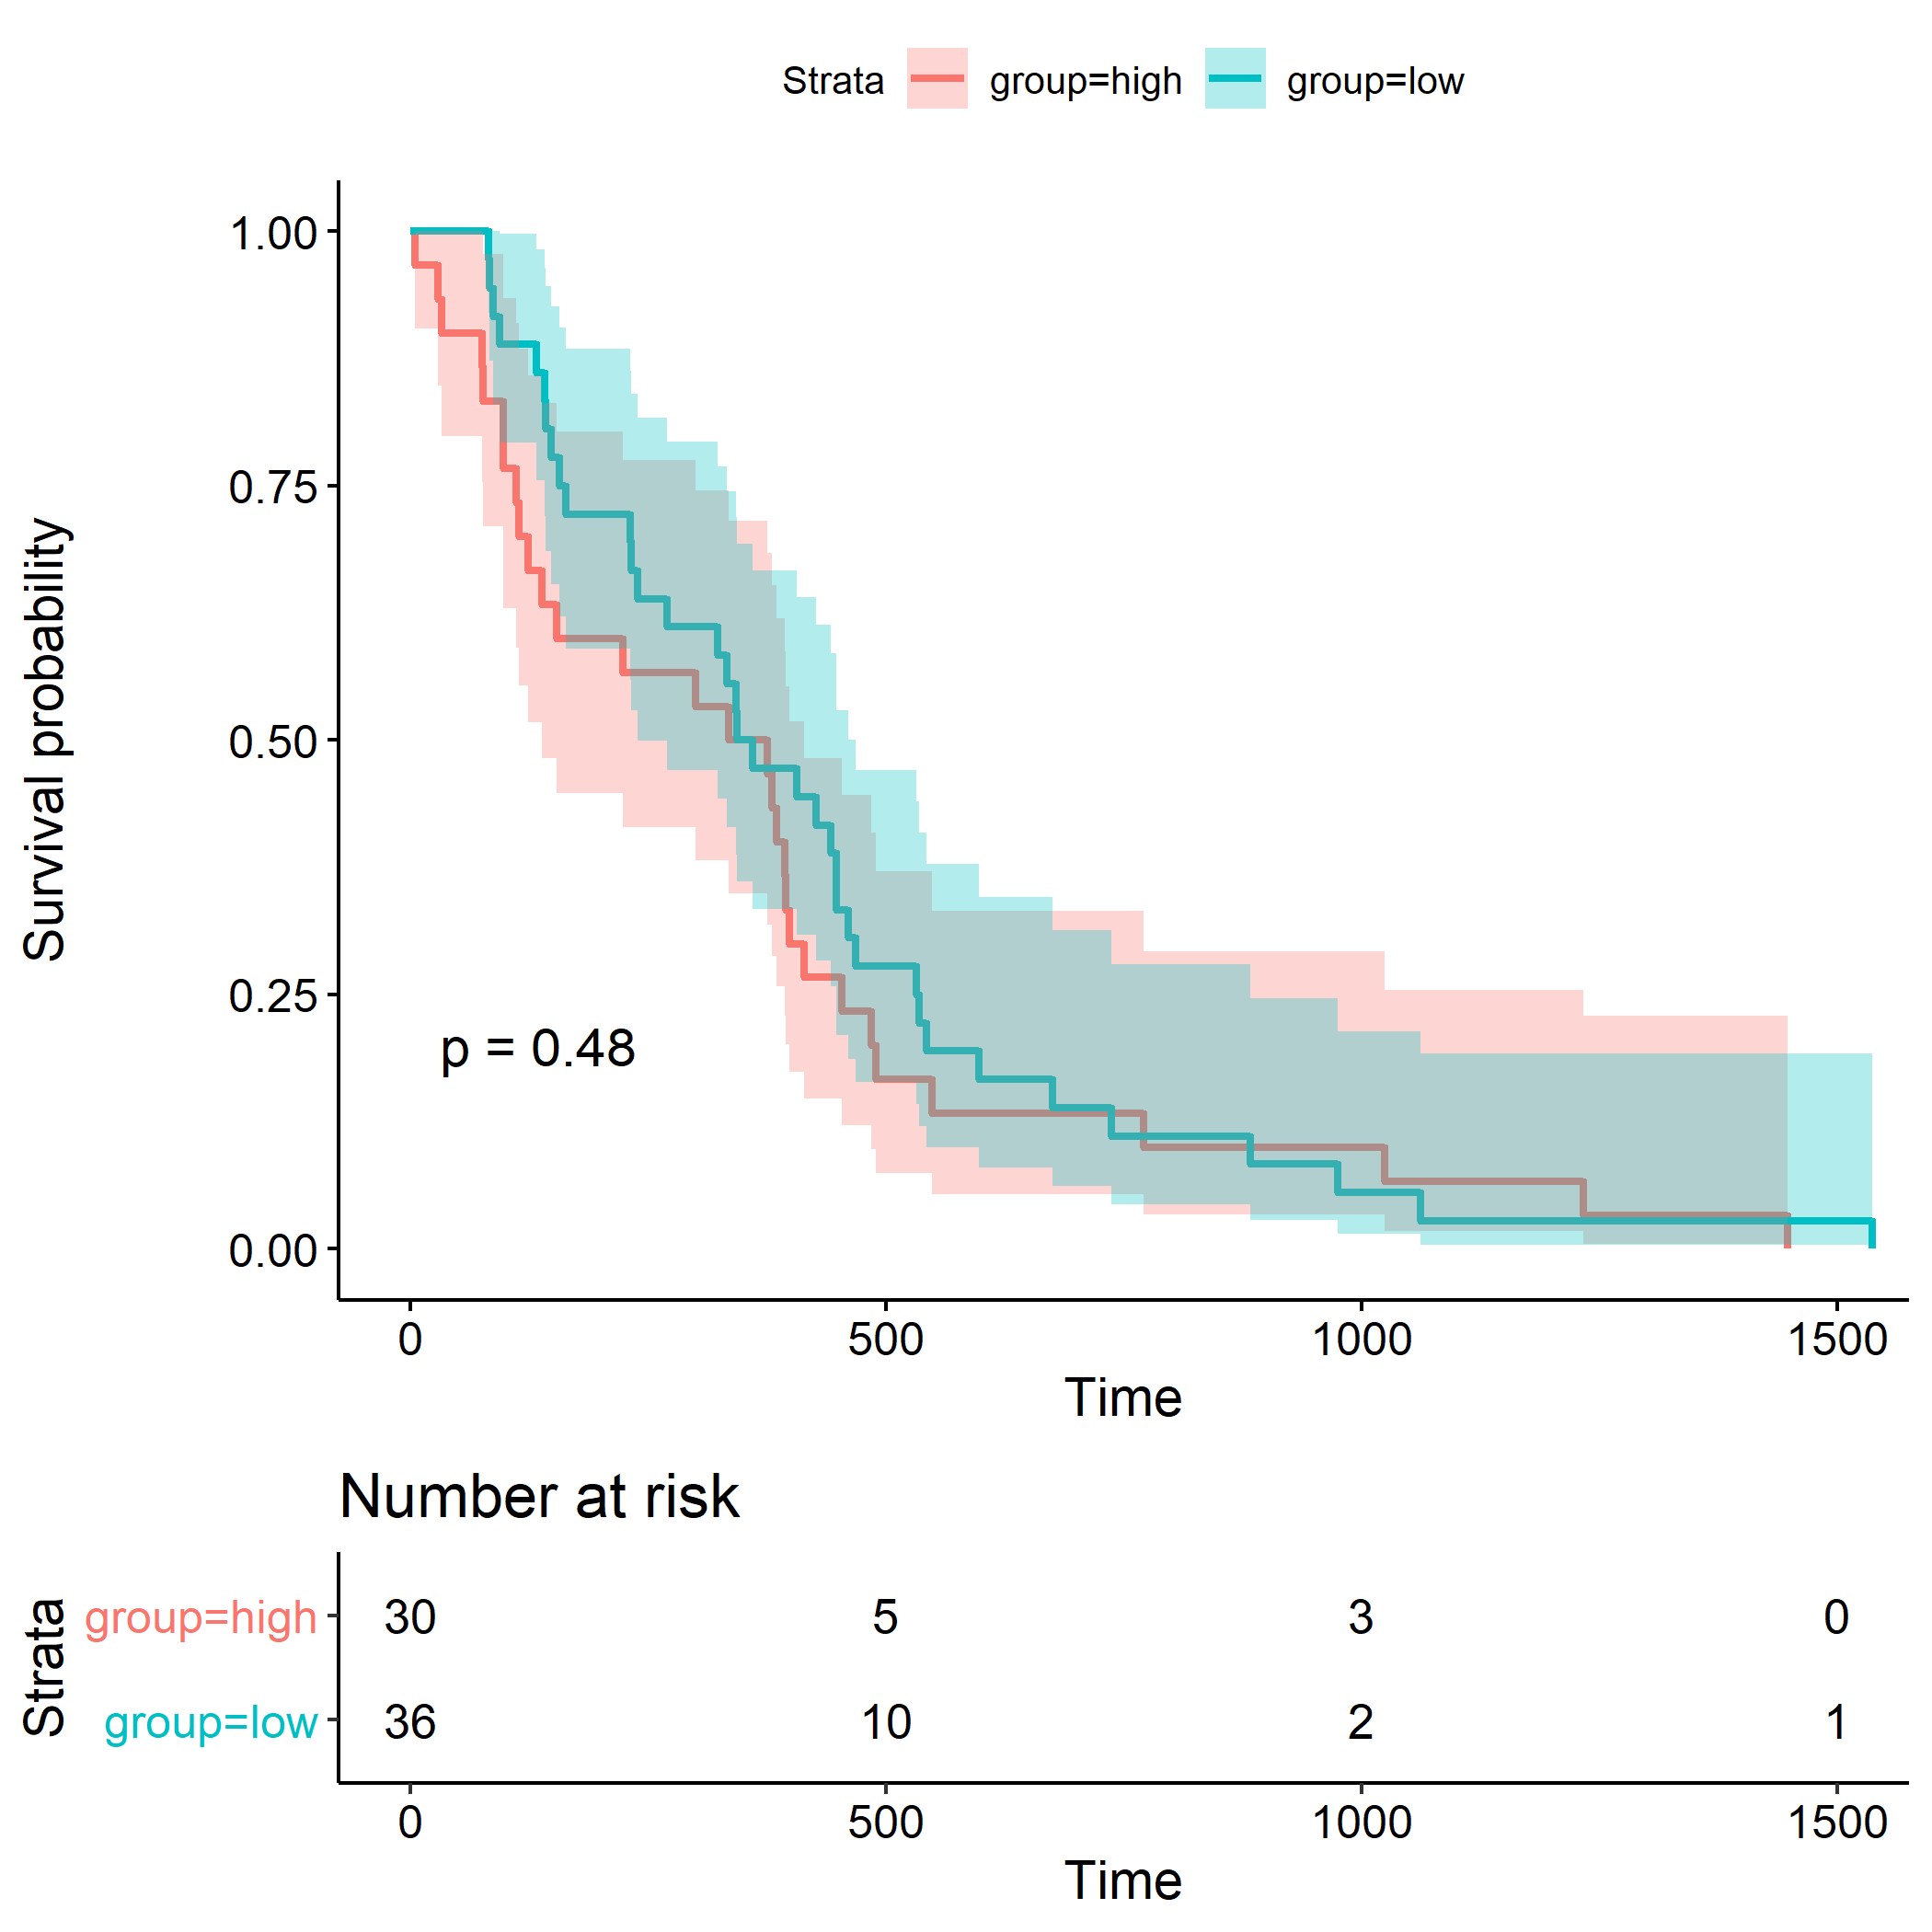 Strata group=high group=low
1.00
0.75
0.50
0.25
0.00
Survival probability
p = 0.48
0 500 1000 1500
Time
Number at risk
Strata
group=high 30 5 3 0
group=low 36 10 2 1
0 500 1000 1500
Time